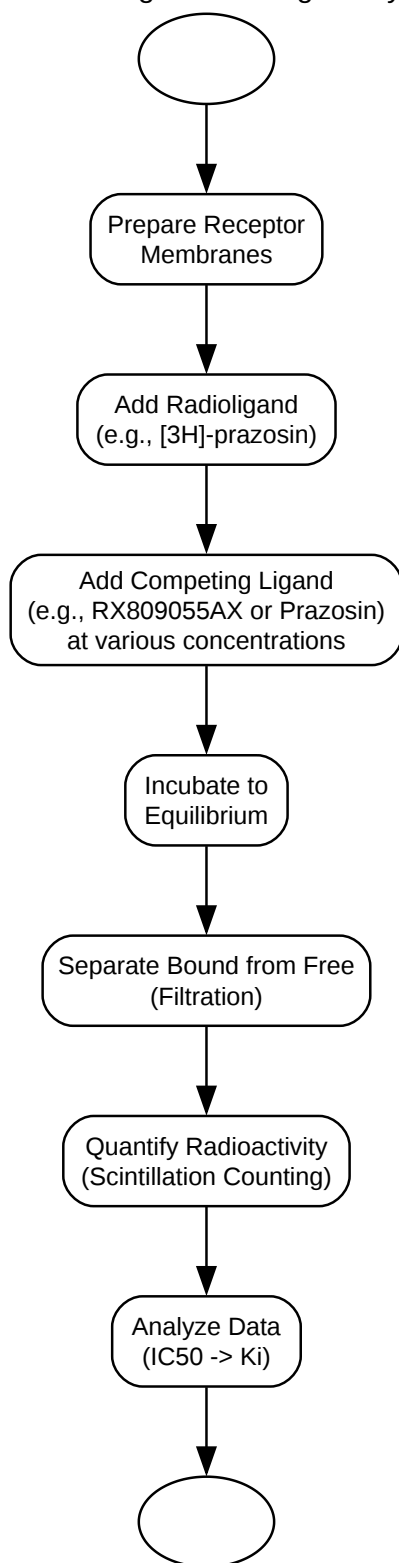 Prepare Receptor
Membranes
Add Radioligand
(e.g., [3H]-prazosin)
Add Competing Ligand
(e.g., RX809055AX or Prazosin)
at various concentrations
Incubate to
Equilibrium
Separate Bound from Free
(Filtration)
Quantify Radioactivity
(Scintillation Counting)
Analyze Data
(IC50 -> Ki)